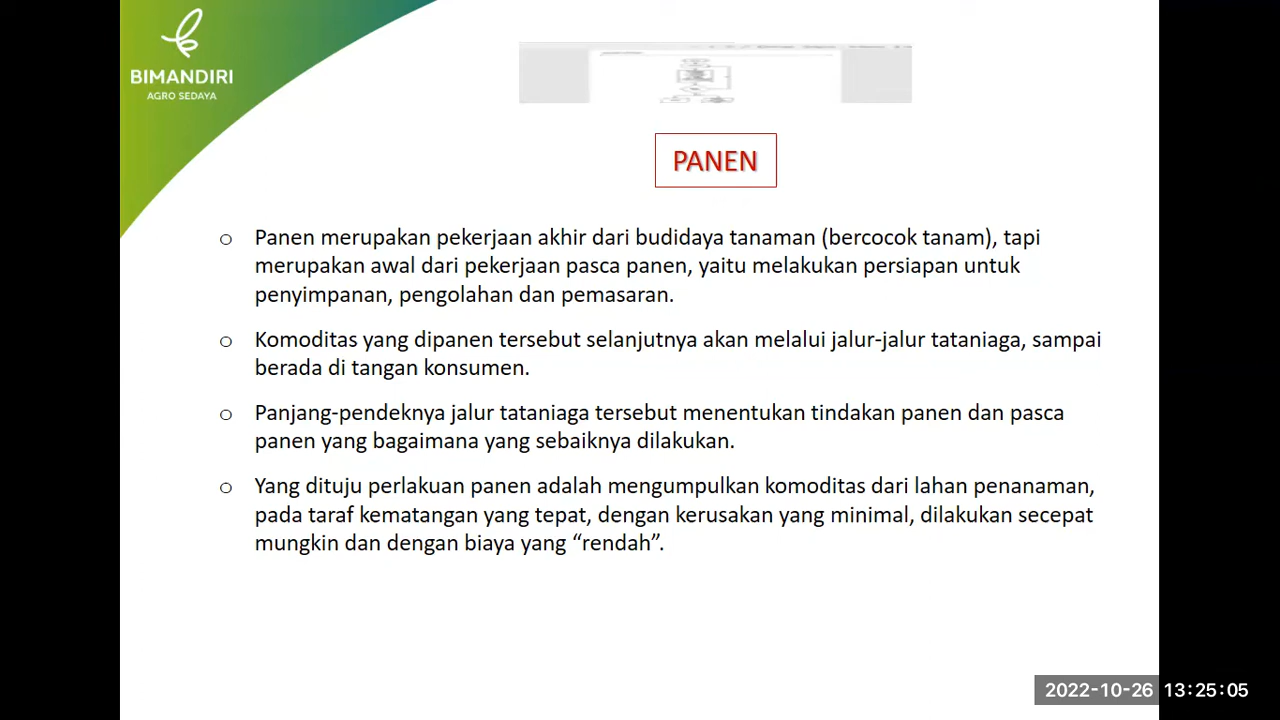 BIMANDIRI
AGRO SEDAYA
PANEN
o Panen merupakan pekerjaan akhir dari budidaya tanaman (bercocok tanam), tapi
merupakan awal dari pekerjaan pasca panen, yaitu melakukan persiapan untuk
penyimpanan, pengolahan dan pemasaran.
o Komoditas yang dipanen tersebut selanjutnya akan melalui jalur-jalur tataniaga, sampai
berada di tangan konsumen.
o Panjang-pendeknya jalur tataniaga tersebut menentukan tindakan panen dan pasca
panen yang bagaimana yang sebaiknya dilakukan.
o Yang dituju perlakuan panen adalah mengumpulkan komoditas dari lahan penanaman,
pada taraf kematangan yang tepat, dengan kerusakan yang minimal, dilakukan secepat
mungkin dan dengan biaya yang “rendah”.
2022-10-26 13:25:05